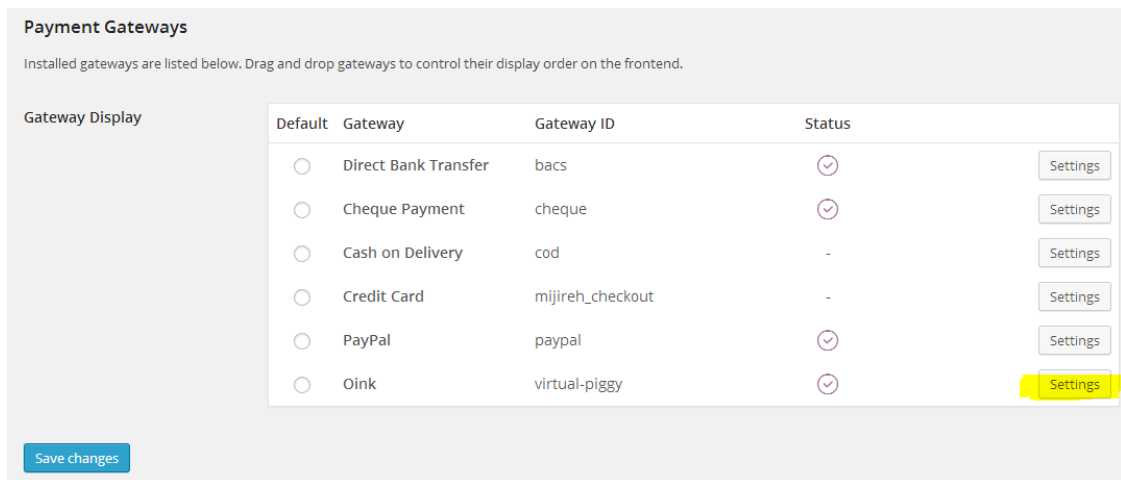 Payment Gateways
Installed gateways are listed below. Drag and drop gateways to control their display order on the frontend.
Gateway Display
Default Gateway Gateway ID Status
Direct Bank Transfer bacs Settings
Cheque Payment cheque Settings
Cash on Delivery cod - Settings
Credit Card mijireh_checkout - Settings
PayPal paypal Settings
Oink virtual-piggy Settings
Save changes